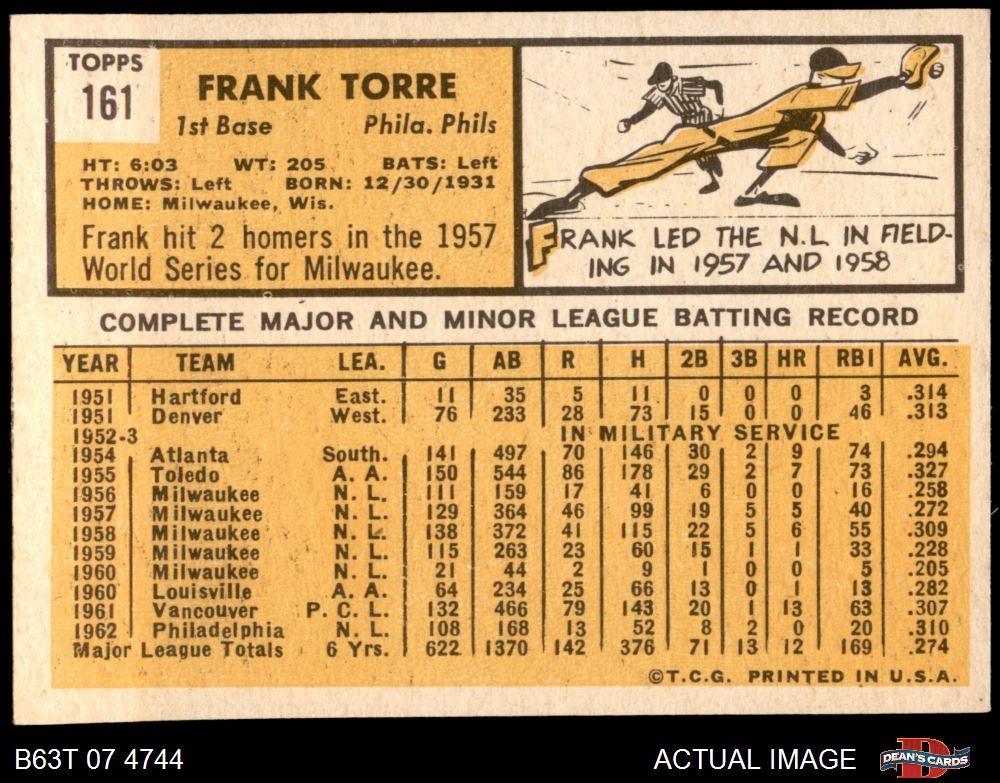 TOPPS
161
FRANK TORRE
1st Base Phila. Phils
HT: 6:03 WT: 205 BATS: Left
THROWS: Left BORN: 12/30/1931
HOME: Milwaukee, Wis.
Frank hit 2 homers in the 1957
World Series for Milwaukee.
FRANK LED THE N.L IN FIELD-
ING IN 1957 AND 1958
COMPLETE MAJOR AND MINOR LEAGUE BATTING RECORD
YEAR TEAM LEA. G AB R H 2B 3B HR RBI AVG.
1951 Hartford East. 11 35 5 11 0 0 0 3 .314
1951 Denver West. 76 233 28 73 15 0 0 46 .313
1952-3 IN MILITARY SERVICE
1954 Atlanta South. 141 497 70 146 30 2 9 74 .294
1955 Toledo A. A. 150 544 86 178 29 2 7 73 .327
1956 Milwaukee N. L. 111 159 17 41 6 0 0 16 .258
1957 Milwaukee N. L. 129 364 46 99 19 5 5 40 .272
1958 Milwaukee N. L. 138 372 41 115 22 5 6 55 .309
1959 Milwaukee N. L. 115 263 23 60 15 1 1 33 .228
1960 Milwaukee N. L. 21 44 2 9 1 0 0 5 .205
1960 Louisville A. A. 64 234 25 66 13 0 1 13 .282
1961 Vancouver P. C. L. 132 466 79 143 20 1 13 63 .307
1962 Philadelphia N. L. 108 168 13 52 8 2 0 20 .310
Major League Totals 6 Yrs. 622 1370 142 376 71 13 12 169 .274
©T.C.G. PRINTED IN U.S.A.
B63T 07 4744 ACTUAL IMAGE DEAN'S CARDS